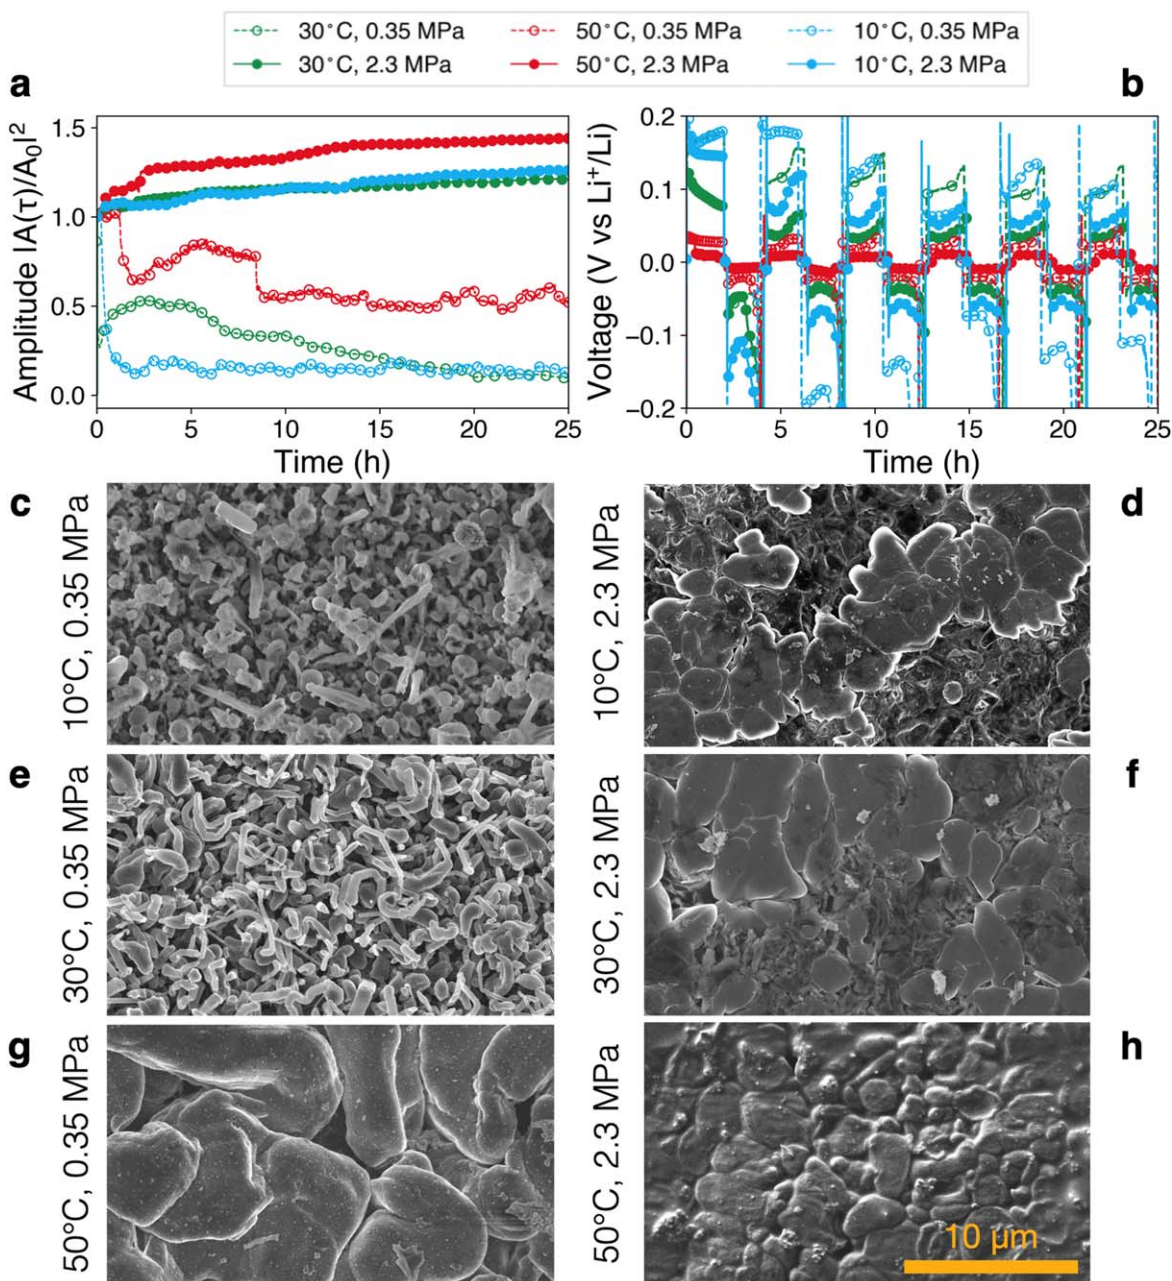 30°C, 0.35 MPa
50°C, 0.35 MPa
10°C, 0.35 MPa
30°C, 2.3 MPa
50°C, 2.3 MPa
10°C, 2.3 MPa
a
b
Amplitude IA(τ)/A₀|²
1.5
1.0
0.5
0.0
0
5
10
15
20
25
Time (h)
Voltage (V vs Li⁺/Li)
0.2
0.1
0.0
−0.1
−0.2
0
5
10
15
20
25
Time (h)
c
10°C, 0.35 MPa
10°C, 2.3 MPa
d
e
30°C, 0.35 MPa
30°C, 2.3 MPa
f
g
50°C, 0.35 MPa
50°C, 2.3 MPa
h
10 μm